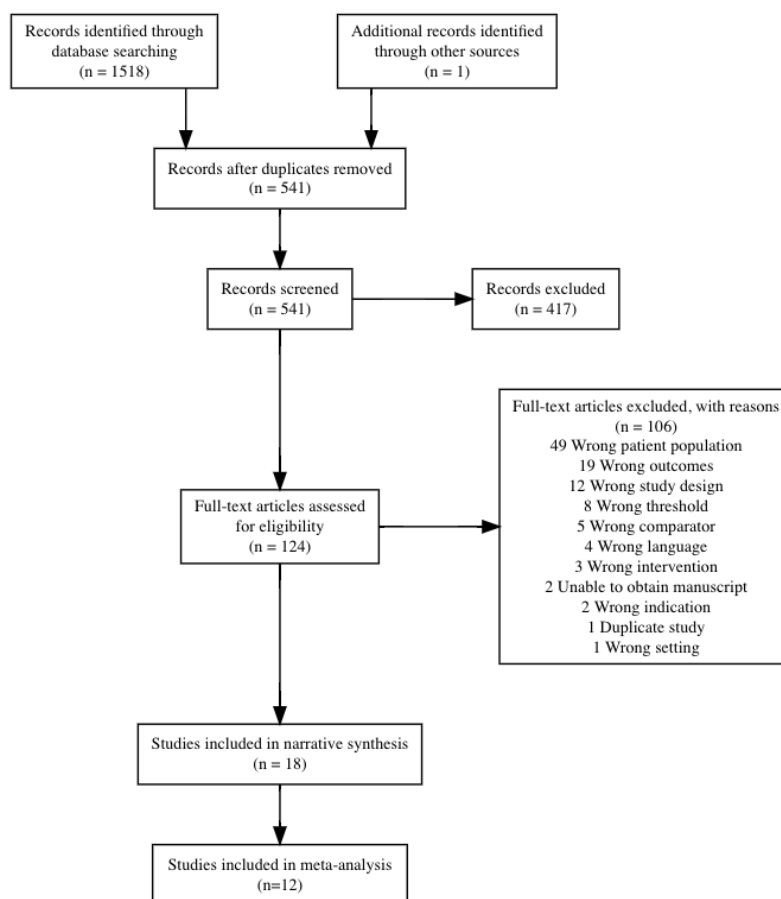 Records identified through
database searching
(n = 1518)
Additional records identified
through other sources
(n = 1)
Records after duplicates removed
(n = 541)
Records screened
(n = 541)
Records excluded
(n = 417)
Full-text articles assessed
for eligibility
(n = 124)
Full-text articles excluded, with reasons
(n = 106)
49 Wrong patient population
19 Wrong outcomes
12 Wrong study design
8 Wrong threshold
5 Wrong comparator
4 Wrong language
3 Wrong intervention
2 Unable to obtain manuscript
2 Wrong indication
1 Duplicate study
1 Wrong setting
Studies included in narrative synthesis
(n = 18)
Studies included in meta-analysis
(n=12)